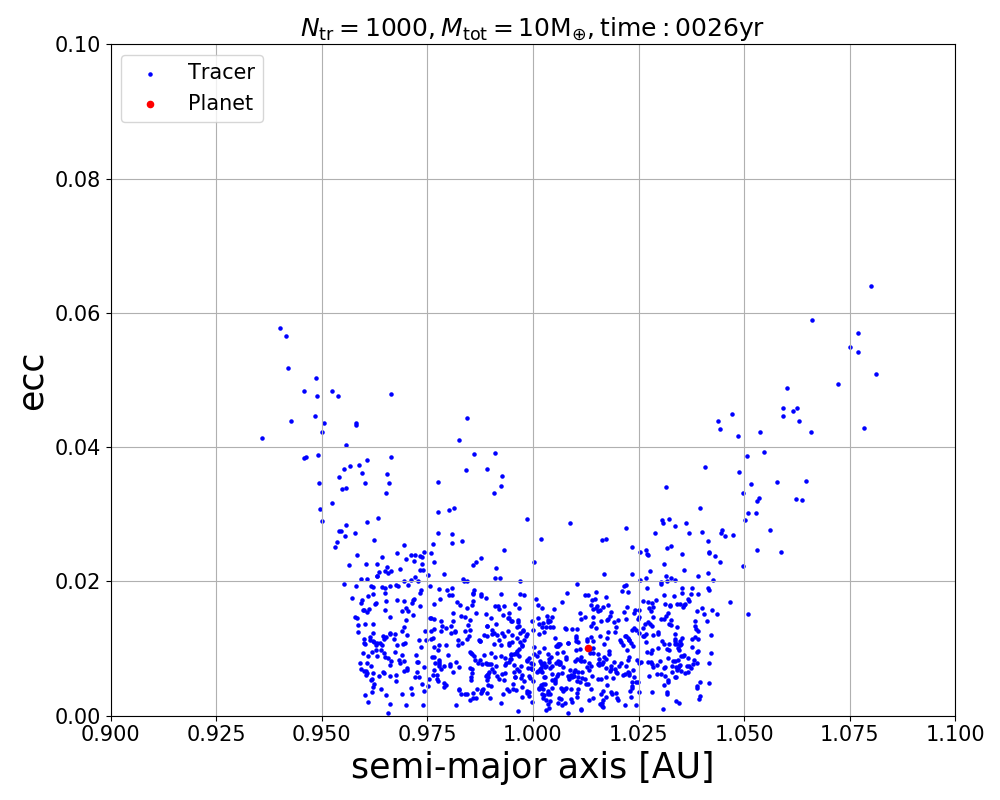 N_tr = 1000, M_tot = 10M_⊕, time : 0026yr
Tracer
Planet
ecc
0.10
0.08
0.06
0.04
0.02
0.00
0.900 0.925 0.950 0.975 1.000 1.025 1.050 1.075 1.100
semi-major axis [AU]